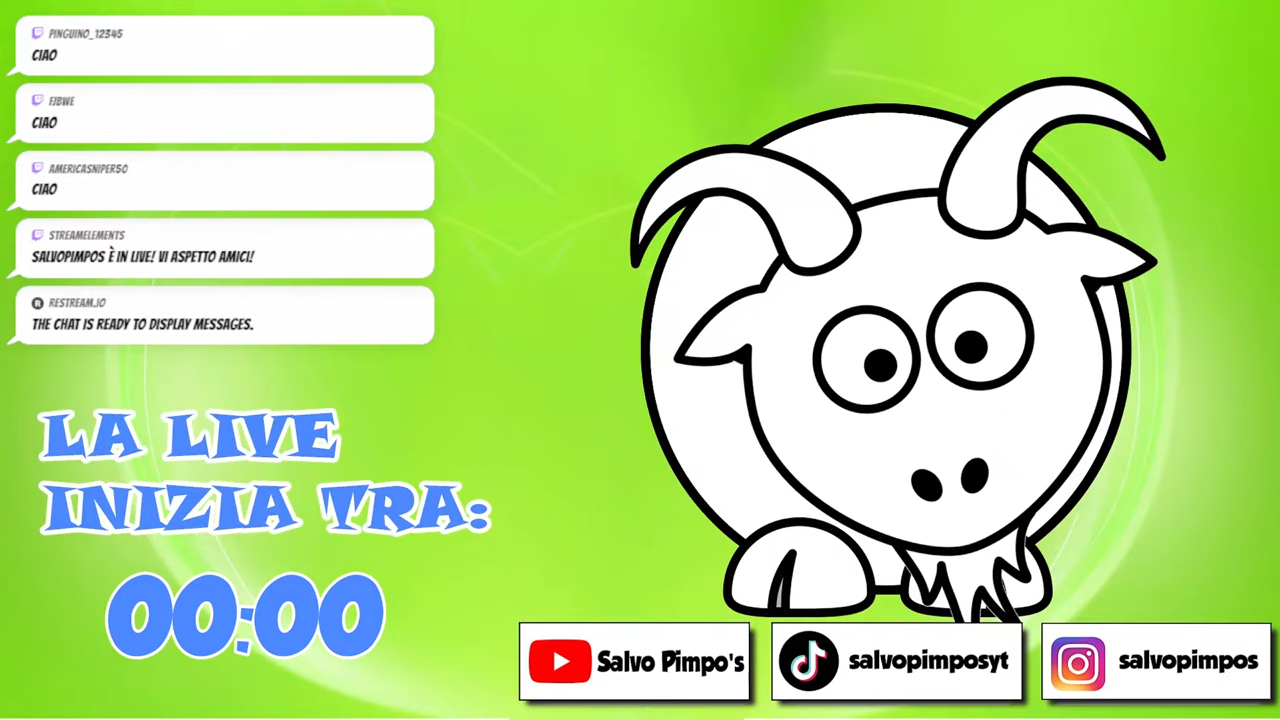 PINGUINO_12345
CIAO
FJBWE
CIAO
AMERICASNIPER50
CIAO
STREAMELEMENTS
SALVOPIMPOS È IN LIVE! VI ASPETTO AMICI!
RESTREAM.IO
THE CHAT IS READY TO DISPLAY MESSAGES.
LA LIVE
INIZIA TRA:
00:00
Salvo Pimpo's
salvopimposyt
salvopimpos